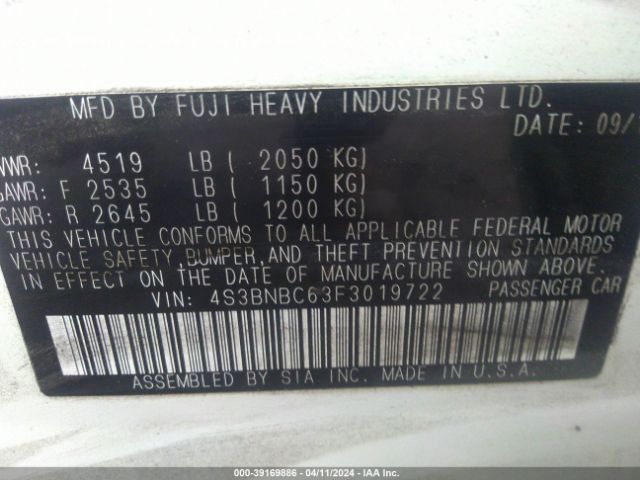 MFD BY FUJI HEAVY INDUSTRIES LTD.
DATE: 09/
VWR: 4519 LB ( 2050 KG)
GAWR: F 2535 LB ( 1150 KG)
GAWR: R 2645 LB ( 1200 KG)
THIS VEHICLE CONFORMS TO ALL APPLICABLE FEDERAL MOTOR
VEHICLE SAFETY, BUMPER, AND THEFT PREVENTION STANDARDS
IN EFFECT ON THE DATE OF MANUFACTURE SHOWN ABOVE.
VIN: 4S3BNBC63F3019722 PASSENGER CAR
ASSEMBLED BY SIA INC. MADE IN U.S.A.
000-39169886 / 04/11/2024 / IAA Inc.